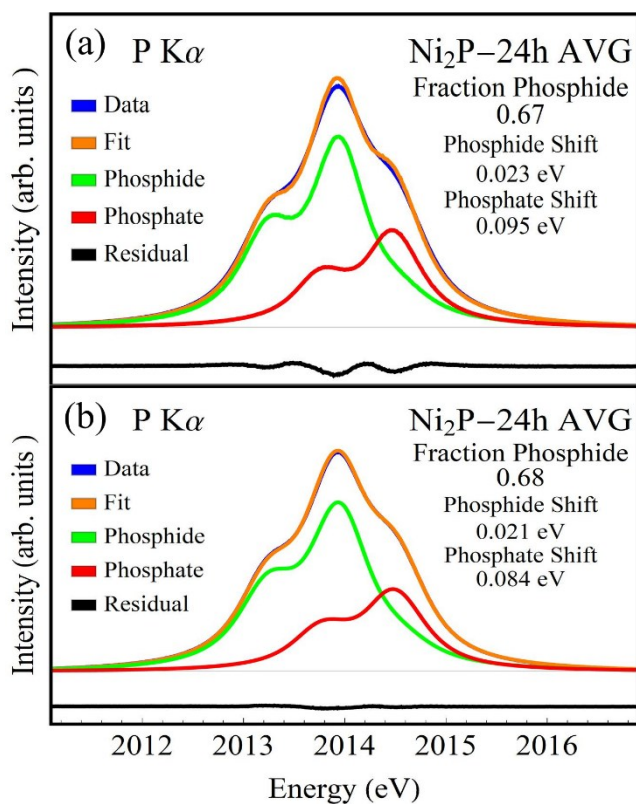 (a) P Kα Ni₂P−24h AVG
Fraction Phosphide
0.67
Phosphide Shift
0.023 eV
Phosphate Shift
0.095 eV
Data
Fit
Phosphide
Phosphate
Residual
Intensity (arb. units )
(b) P Kα Ni₂P−24h AVG
Fraction Phosphide
0.68
Phosphide Shift
0.021 eV
Phosphate Shift
0.084 eV
Data
Fit
Phosphide
Phosphate
Residual
Intensity (arb. units )
2012 2013 2014 2015 2016
Energy (eV)